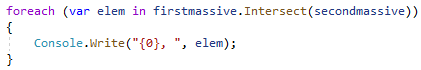 foreach (var elem in firstmassive.Intersect(secondmassive))
{
    Console.Write("{0}, ", elem);
}